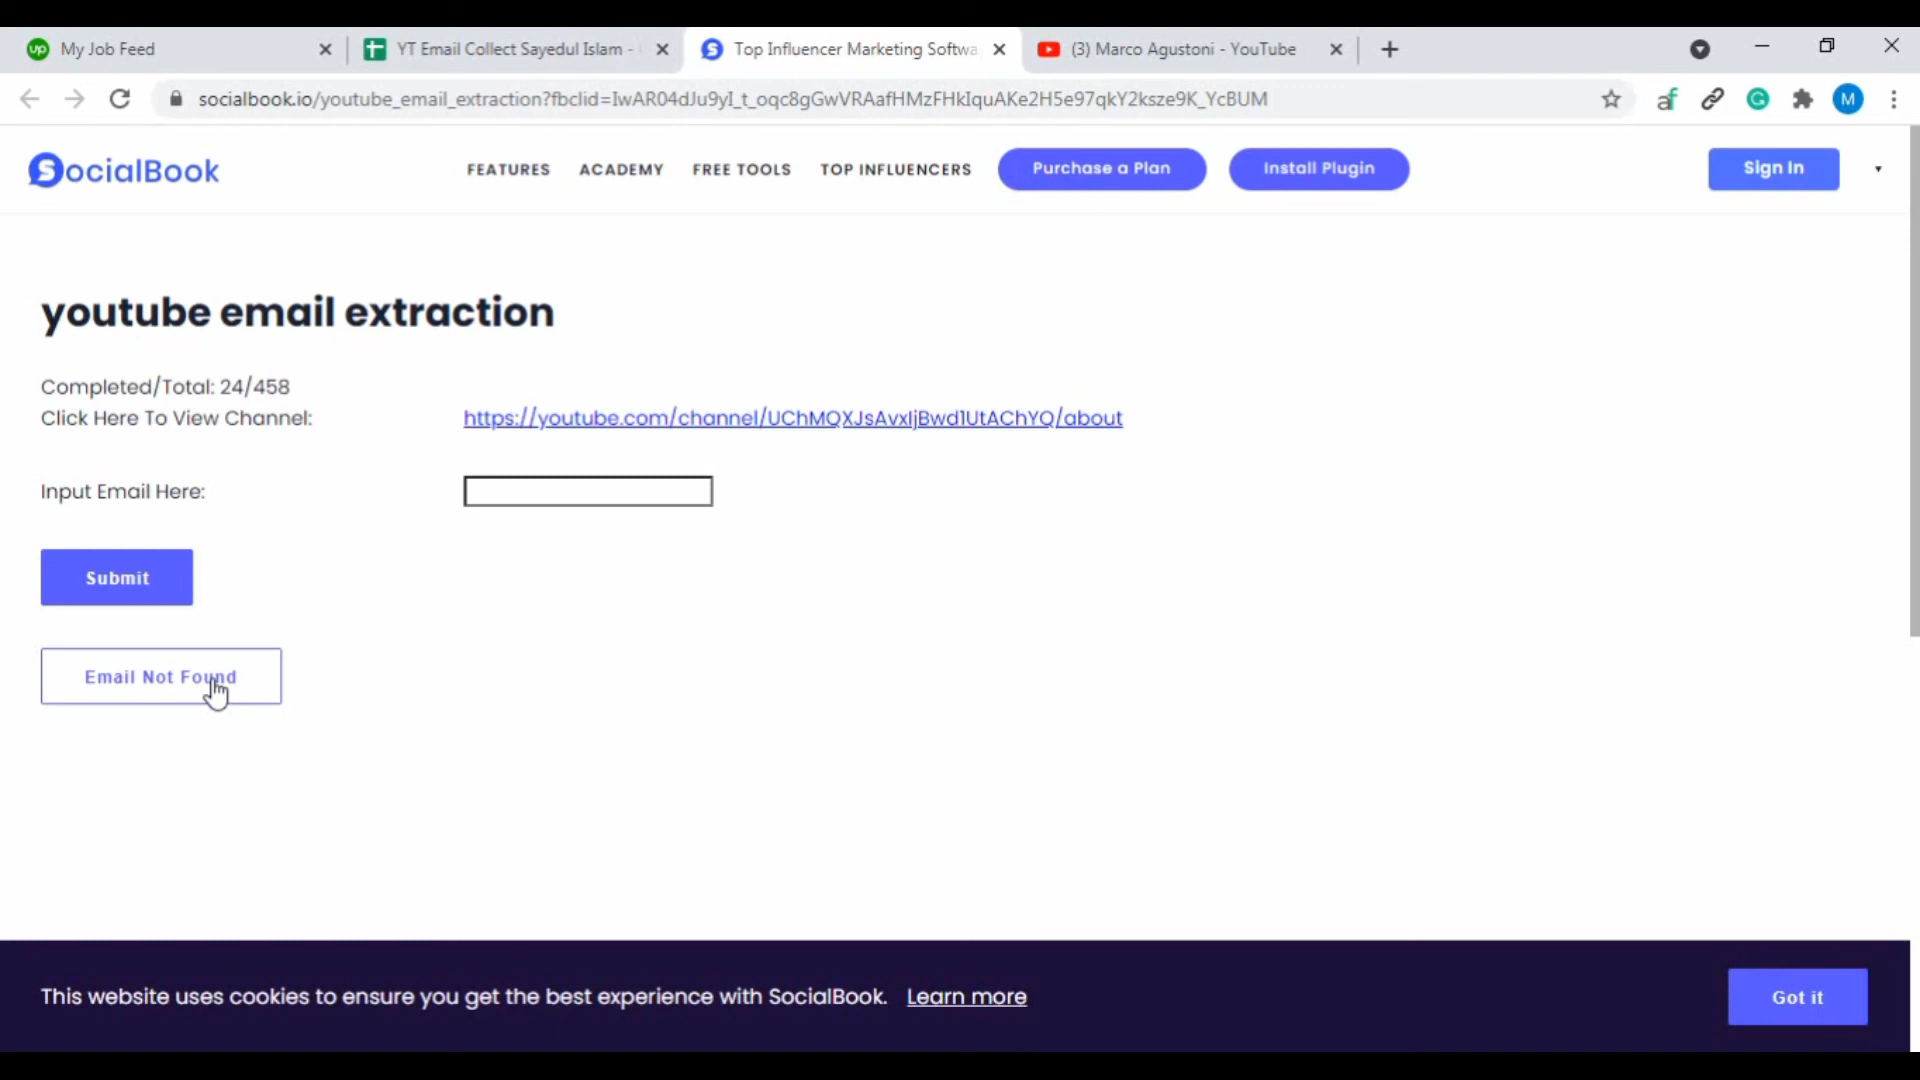 My Job Feed
YT Email Collect Sayedul Islam -
Top Influencer Marketing Softwa
(3) Marco Agustoni - YouTube
socialbook.io/youtube_email_extraction?fbclid=IwAR04dJu9yI_t_oqc8gGwVRAafHMzFHkIquAKe2H5e97qkY2ksze9K_YcBUM
af
G
M
SocialBook
FEATURES
ACADEMY
FREE TOOLS
TOP INFLUENCERS
Purchase a Plan
Install Plugin
Sign In
youtube email extraction
Completed/Total: 24/458
Click Here To View Channel:
https://youtube.com/channel/UChMQXJsAvxIjBwd1UtAChYQ/about
Input Email Here:
Submit
Email Not Found
This website uses cookies to ensure you get the best experience with SocialBook. Learn more
Got it